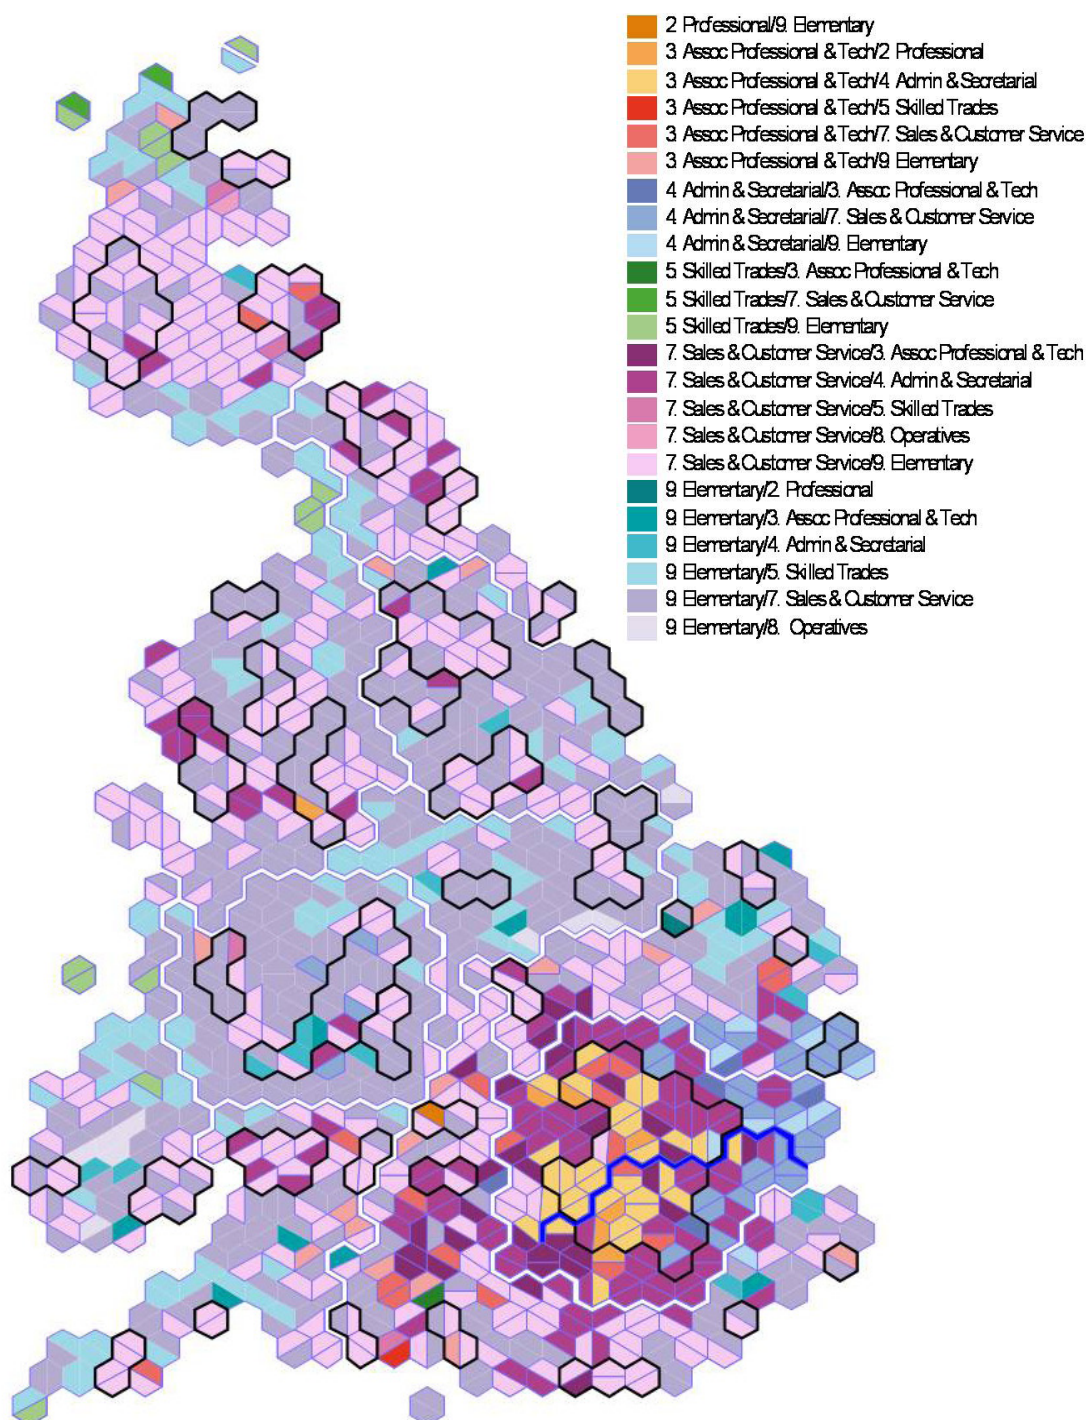 2 Professional/9. Elementary
3. Assoc Professional & Tech/2 Professional
3. Assoc Professional & Tech/4 Admin & Secretarial
3. Assoc Professional & Tech/5. Skilled Trades
3. Assoc Professional & Tech/7. Sales & Customer Service
3. Assoc Professional & Tech/9. Elementary
4 Admin & Secretarial/3. Assoc Professional & Tech
4 Admin & Secretarial/7. Sales & Customer Service
4 Admin & Secretarial/9. Elementary
5 Skilled Trades/3. Assoc Professional & Tech
5 Skilled Trades/7. Sales & Customer Service
5 Skilled Trades/9. Elementary
7. Sales & Customer Service/3. Assoc Professional & Tech
7. Sales & Customer Service/4. Admin & Secretarial
7. Sales & Customer Service/5. Skilled Trades
7. Sales & Customer Service/8. Operatives
7. Sales & Customer Service/9. Elementary
9. Elementary/2. Professional
9. Elementary/3. Assoc Professional & Tech
9. Elementary/4. Admin & Secretarial
9. Elementary/5. Skilled Trades
9. Elementary/7. Sales & Customer Service
9. Elementary/8. Operatives